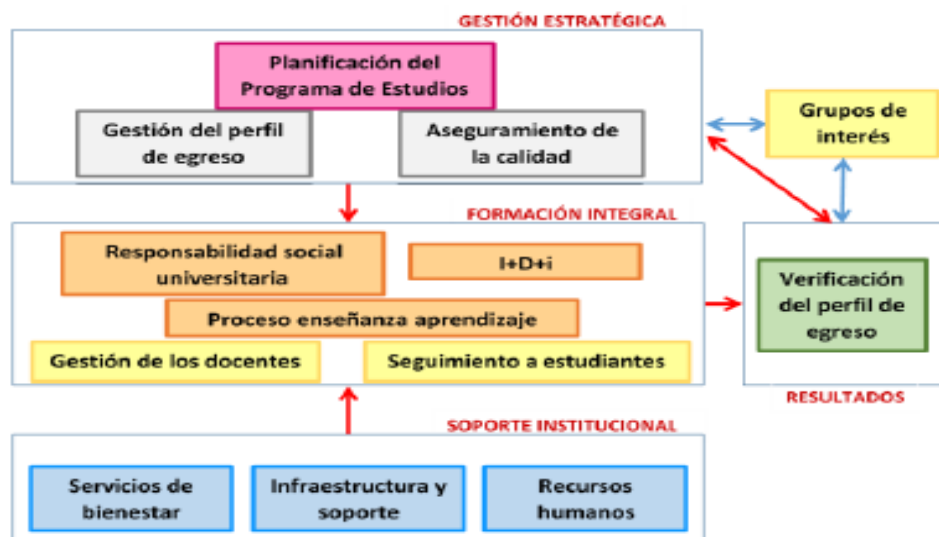 GESTIÓN ESTRATÉGICA
Planificación del
Programa de Estudios
Gestión del perfil
de egreso
Aseguramiento de
la calidad
Grupos de
interés
FORMACIÓN INTEGRAL
Responsabilidad social
universitaria
I+D+i
Proceso enseñanza aprendizaje
Gestión de los docentes
Seguimiento a estudiantes
Verificación
del perfil de
egreso
RESULTADOS
SOPORTE INSTITUCIONAL
Servicios de
bienestar
Infraestructura y
soporte
Recursos
humanos